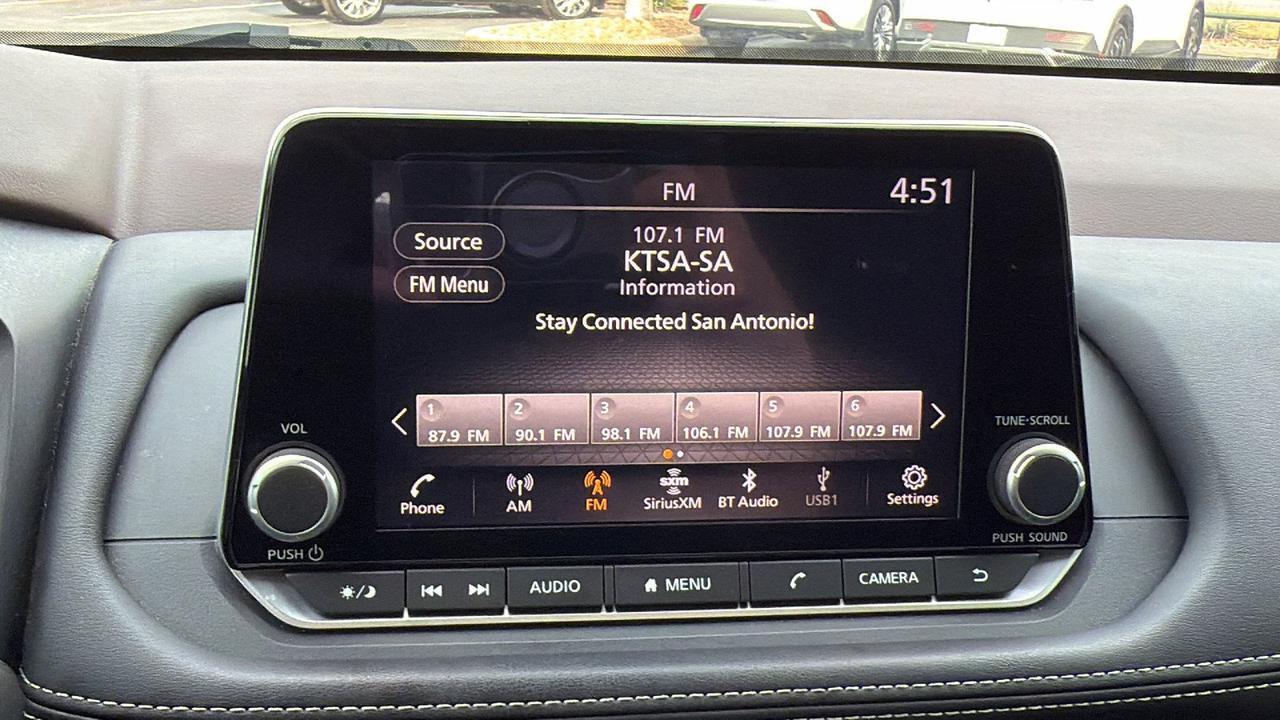 FM
4:51
Source
FM Menu
107.1 FM
KTSA-SA
Information
Stay Connected San Antonio!
1
87.9 FM
2
90.1 FM
3
98.1 FM
4
106.1 FM
5
107.9 FM
6
107.9 FM
Phone
AM
FM
sxm
SiriusXM
BT Audio
USB1
Settings
VOL
PUSH
TUNE•SCROLL
PUSH SOUND
AUDIO
MENU
CAMERA